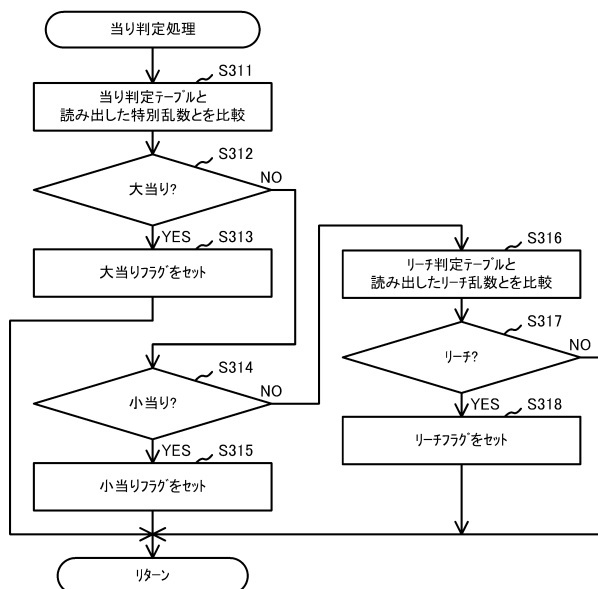 当り判定処理
S311
当り判定テーブルと
読み出した特別乱数とを比較
S312
大当り?
NO
YES
S313
大当りフラグをセット
S314
小当り?
NO
YES
S315
小当りフラグをセット
S316
リーチ判定テーブルと
読み出したリーチ乱数とを比較
S317
リーチ?
NO
YES
S318
リーチフラグをセット
リターン